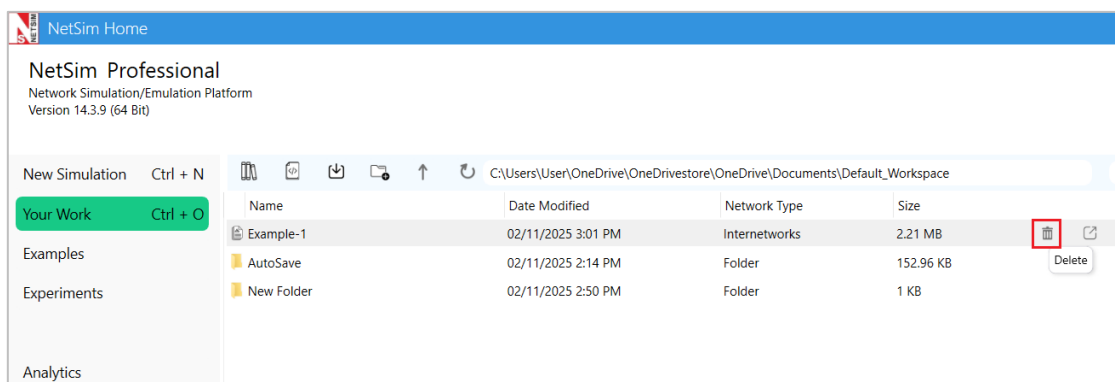 NETSIM
NetSim Home
NetSim Professional
Network Simulation/Emulation Platform
Version 14.3.9 (64 Bit)
New Simulation Ctrl + N
C:\Users\User\OneDrive\OneDrivestore\OneDrive\Documents\Default_Workspace
Your Work Ctrl + O
Name Date Modified Network Type Size
Example-1 02/11/2025 3:01 PM Internetworks 2.21 MB
Delete
Examples
AutoSave 02/11/2025 2:14 PM Folder 152.96 KB
Experiments
New Folder 02/11/2025 2:50 PM Folder 1 KB
Analytics